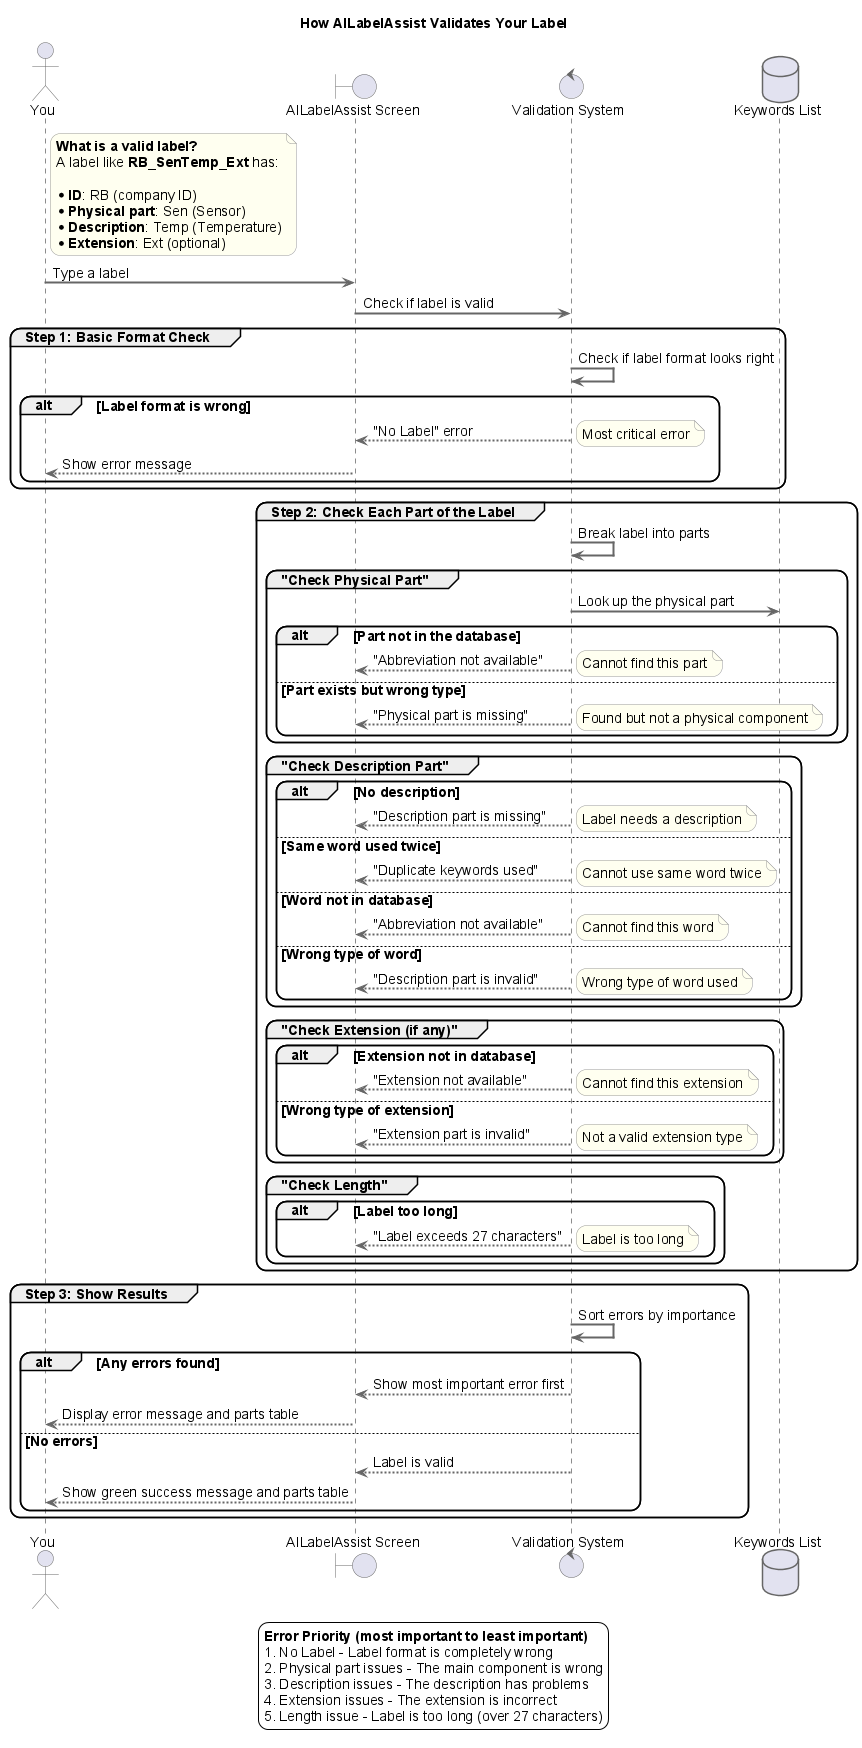 How AILabelAssist Validates Your Label
You
AILabelAssist Screen
Validation System
Keywords List
What is a valid label?
A label like RB_SenTemp_Ext has:
• ID: RB (company ID)
• Physical part: Sen (Sensor)
• Description: Temp (Temperature)
• Extension: Ext (optional)
Type a label
Check if label is valid
Step 1: Basic Format Check
Check if label format looks right
alt
[Label format is wrong]
"No Label" error
Most critical error
Show error message
Step 2: Check Each Part of the Label
Break label into parts
"Check Physical Part"
Look up the physical part
alt
[Part not in the database]
"Abbreviation not available"
Cannot find this part
[Part exists but wrong type]
"Physical part is missing"
Found but not a physical component
"Check Description Part"
alt
[No description]
"Description part is missing"
Label needs a description
[Same word used twice]
"Duplicate keywords used"
Cannot use same word twice
[Word not in database]
"Abbreviation not available"
Cannot find this word
[Wrong type of word]
"Description part is invalid"
Wrong type of word used
"Check Extension (if any)"
alt
[Extension not in database]
"Extension not available"
Cannot find this extension
[Wrong type of extension]
"Extension part is invalid"
Not a valid extension type
"Check Length"
alt
[Label too long]
"Label exceeds 27 characters"
Label is too long
Step 3: Show Results
Sort errors by importance
alt
[Any errors found]
Show most important error first
Display error message and parts table
[No errors]
Label is valid
Show green success message and parts table
You
AILabelAssist Screen
Validation System
Keywords List
Error Priority (most important to least important)
1. No Label - Label format is completely wrong
2. Physical part issues - The main component is wrong
3. Description issues - The description has problems
4. Extension issues - The extension is incorrect
5. Length issue - Label is too long (over 27 characters)